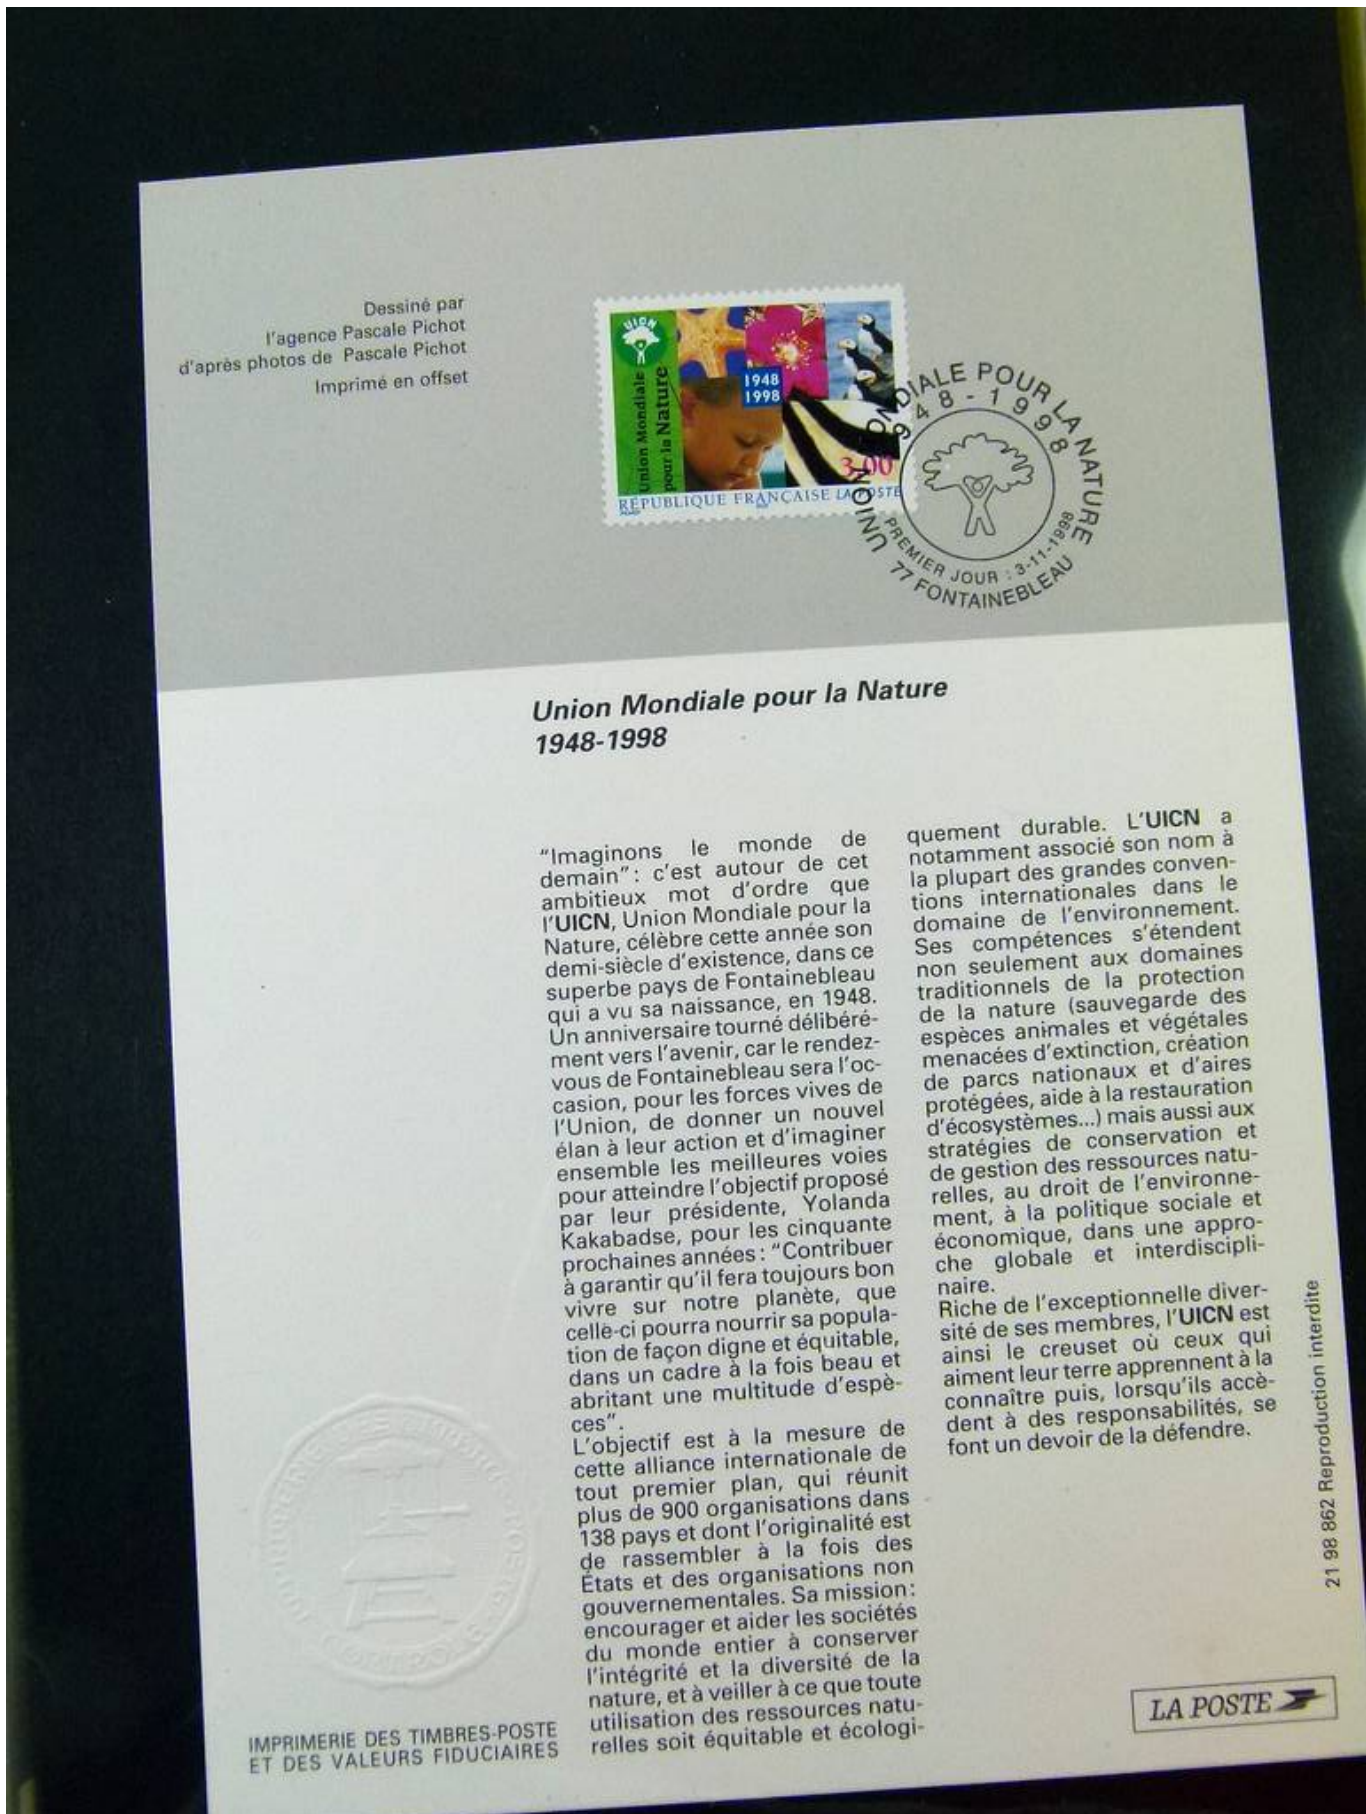 Dessiné par
l'agence Pascale Pichot
d'après photos de Pascale Pichot
Imprimé en offset
UICN
Union Mondiale
pour la Nature
1948
1998
3,00
RÉPUBLIQUE FRANÇAISE LA POSTE
UNION MONDIALE POUR LA NATURE
1948-1998
PREMIER JOUR : 3-11-1998
77 FONTAINEBLEAU
Union Mondiale pour la Nature
1948-1998
"Imaginons le monde de
demain": c'est autour de cet
ambitieux mot d'ordre que
l'UICN, Union Mondiale pour la
Nature, célèbre cette année son
demi-siècle d'existence, dans ce
superbe pays de Fontainebleau
qui a vu sa naissance, en 1948.
Un anniversaire tourné délibéré-
ment vers l'avenir, car le rendez-
vous de Fontainebleau sera l'oc-
casion, pour les forces vives de
l'Union, de donner un nouvel
élan à leur action et d'imaginer
ensemble les meilleures voies
pour atteindre l'objectif proposé
par leur présidente, Yolanda
Kakabadse, pour les cinquante
prochaines années: "Contribuer
à garantir qu'il fera toujours bon
vivre sur notre planète, que
celle-ci pourra nourrir sa popula-
tion de façon digne et équitable,
dans un cadre à la fois beau et
abritant une multitude d'espè-
ces".
L'objectif est à la mesure de
cette alliance internationale de
tout premier plan, qui réunit
plus de 900 organisations dans
138 pays et dont l'originalité est
de rassembler à la fois des
États et des organisations non
gouvernementales. Sa mission:
encourager et aider les sociétés
du monde entier à conserver
l'intégrité et la diversité de la
nature, et à veiller à ce que toute
utilisation des ressources natu-
relles soit équitable et écologi-
quement durable. L'UICN a
notamment associé son nom à
la plupart des grandes conven-
tions internationales dans le
domaine de l'environnement.
Ses compétences s'étendent
non seulement aux domaines
traditionnels de la protection
de la nature (sauvegarde des
espèces animales et végétales
menacées d'extinction, création
de parcs nationaux et d'aires
protégées, aide à la restauration
d'écosystèmes...) mais aussi aux
stratégies de conservation et
de gestion des ressources natu-
relles, au droit de l'environne-
ment, à la politique sociale et
économique, dans une appro-
che globale et interdiscipli-
naire.
Riche de l'exceptionnelle diver-
sité de ses membres, l'UICN est
ainsi le creuset où ceux qui
aiment leur terre apprennent à la
connaître puis, lorsqu'ils accè-
dent à des responsabilités, se
font un devoir de la défendre.
21 98 862 Reproduction interdite
IMPRIMERIE DES TIMBRES-POSTE
ET DES VALEURS FIDUCIAIRES
LA POSTE